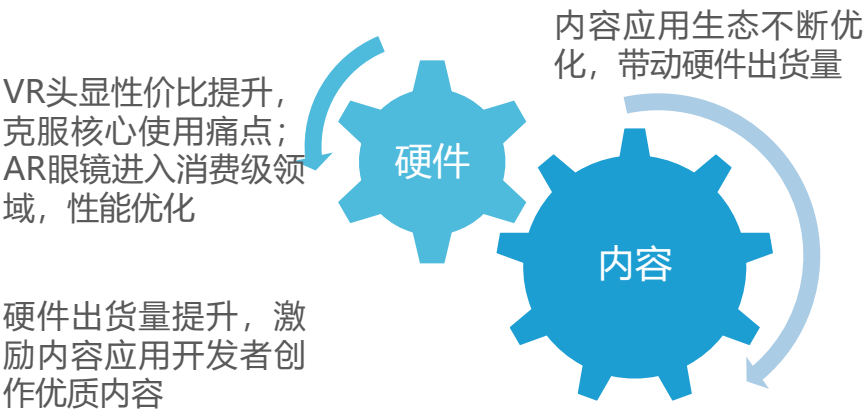 VR头显性价比提升，
克服核心使用痛点；
AR眼镜进入消费级领
域，性能优化
硬件出货量提升，激
励内容应用开发者创
作优质内容
硬件
内容应用生态不断优
化，带动硬件出货量
内容